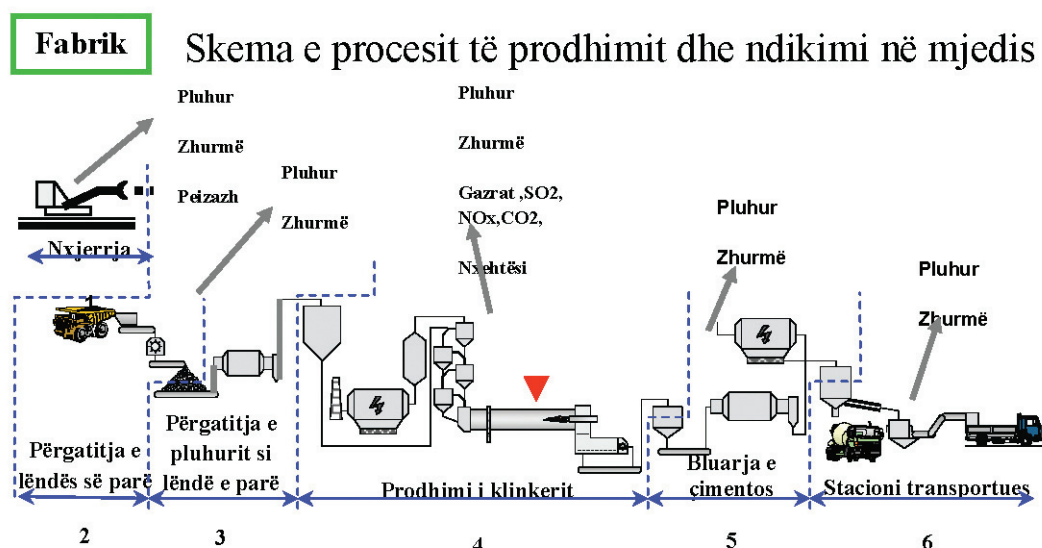 Fabrik
Skema e procesit të prodhimit dhe ndikimi në mjedis
Pluhur
Zhurmë
Peizazh
Nxjerrja
Pluhur
Zhurmë
Pluhur
Zhurmë
Gazrat ,SO2,
NOx,CO2,
Nxehtësi
Pluhur
Zhurmë
Pluhur
Zhurmë
1
Përgatitja e
lëndës së parë
Përgatitja e
pluhurit si
lëndë e parë
Prodhimi i klinkerit
Bluarja e
çimentos
Stacioni transportues
2
3
4
5
6